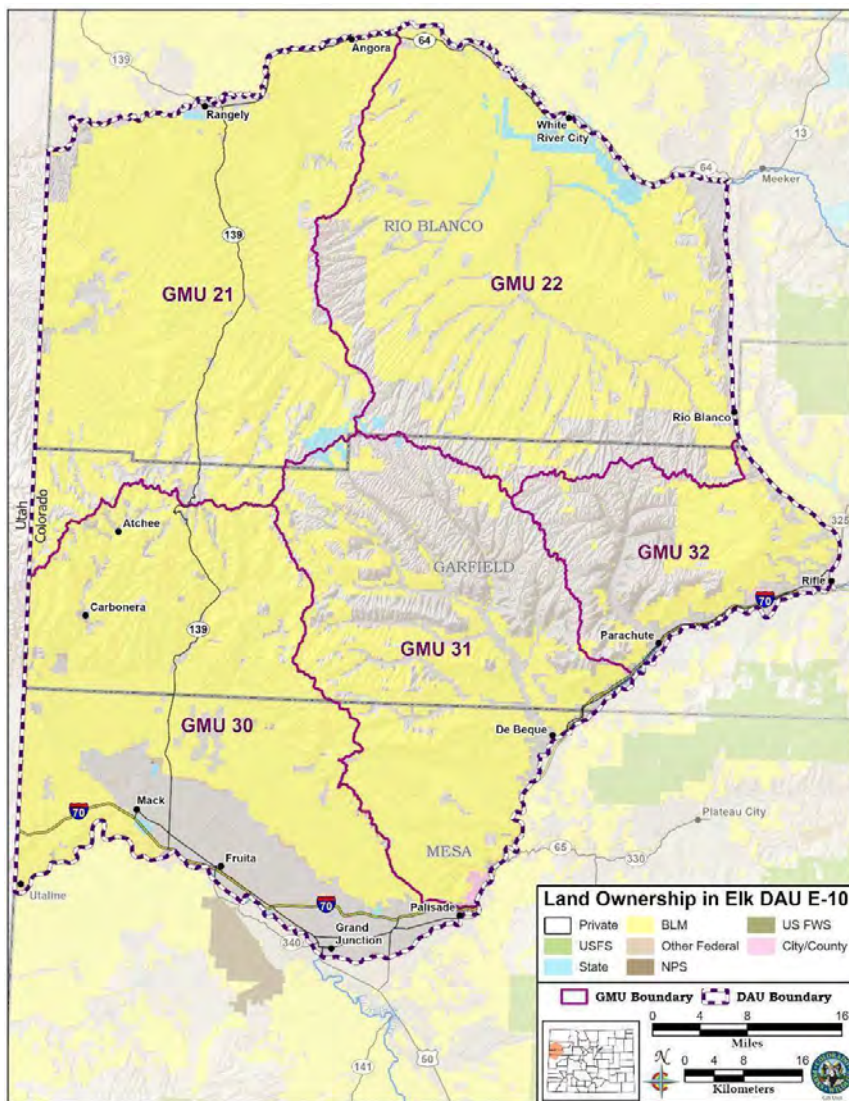 Angora
64
139
139
Rangely
White
River City
13
64
Meeker
RIO BLANCO
139
GMU 21
GMU 22
Rio Blanco
Utah
Colorado
Atchee
325
GMU 32
GARFIELD
Rifle
70
Carbonera
139
Parachute
GMU 31
GMU 30
De Beque
70
Mack
Plateau City
65
330
MESA
Fruita
Utaline
70
Palisade
Grand
Junction
340
141
50
Land Ownership in Elk DAU E-10
Private
BLM
US FWS
USFS
Other Federal
City/County
State
NPS
GMU Boundary
DAU Boundary
0 4 8 16
Miles
N
0 4 8 16
Kilometers